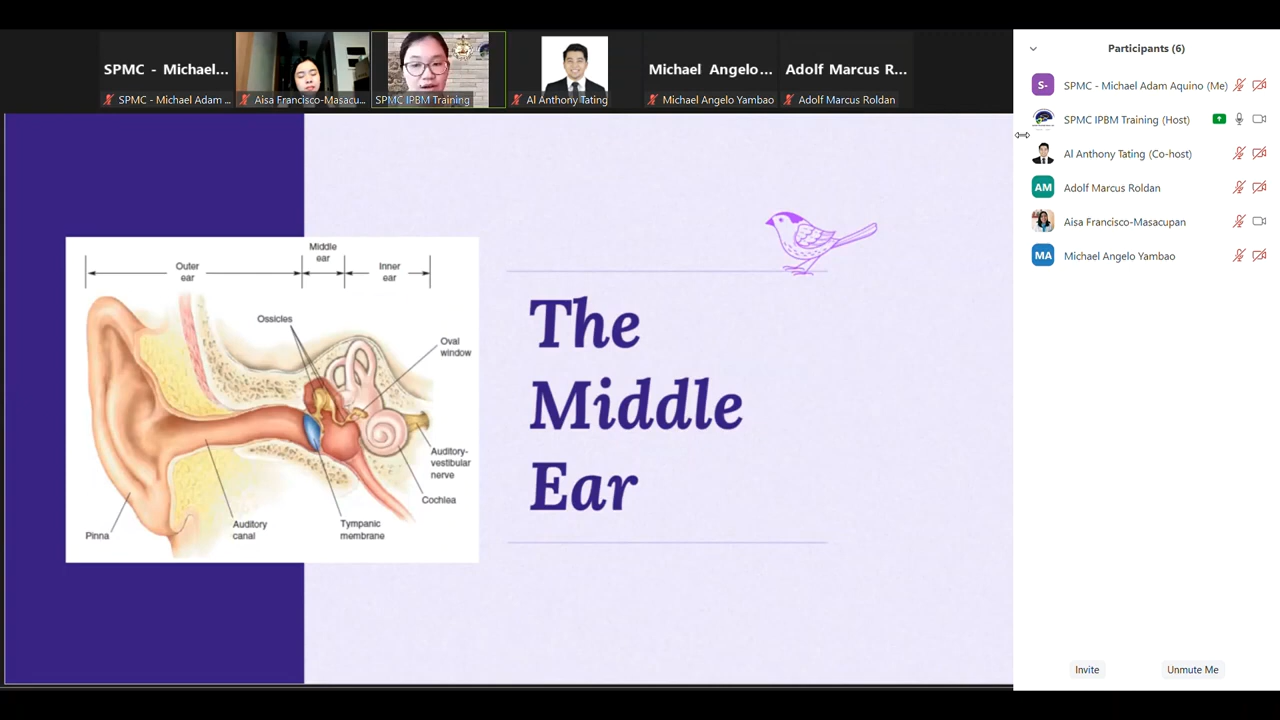 SPMC - Michael...
Michael Angelo...
Adolf Marcus R...
SPMC - Michael Adam ...
Aisa Francisco-Masacu...
SPMC IPBM Training
Al Anthony Tating
Michael Angelo Yambao
Adolf Marcus Roldan
Middle
ear
Outer
ear
Inner
ear
Ossicles
Oval
window
Auditory-
vestibular
nerve
Cochlea
Tympanic
membrane
Auditory
canal
Pinna
The
Middle
Ear
Participants (6)
S-
SPMC - Michael Adam Aquino (Me)
SPMC IPBM Training (Host)
Al Anthony Tating (Co-host)
AM
Adolf Marcus Roldan
Aisa Francisco-Masacupan
MA
Michael Angelo Yambao
Invite
Unmute Me